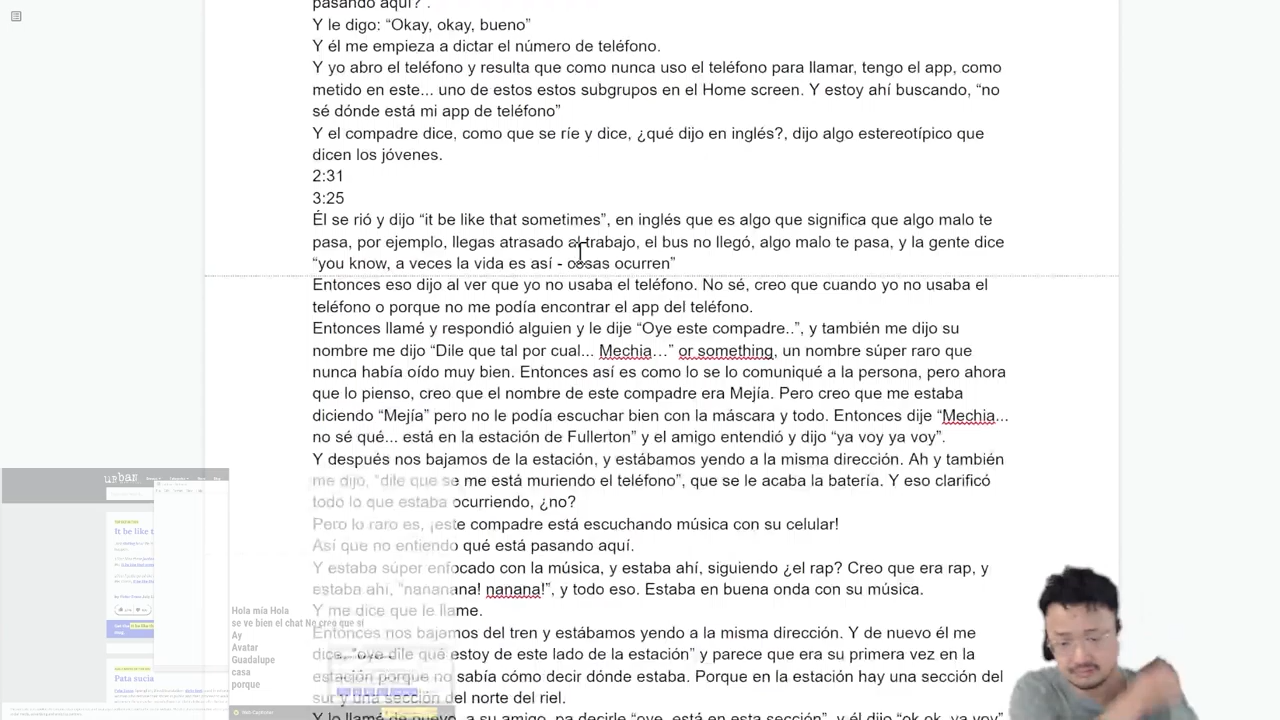 pasando aquí?”.
Y le digo: “Okay, okay, bueno”
Y él me empieza a dictar el número de teléfono.
Y yo abro el teléfono y resulta que como nunca uso el teléfono para llamar, tengo el app, como
metido en este... uno de estos estos subgrupos en el Home screen. Y estoy ahí buscando, “no
sé dónde está mi app de teléfono”
Y el compadre dice, como que se ríe y dice, ¿qué dijo en inglés?, dijo algo estereotípico que
dicen los jóvenes.
2:31
3:25
Él se rió y dijo “it be like that sometimes”, en inglés que es algo que significa que algo malo te
pasa, por ejemplo, llegas atrasado al trabajo, el bus no llegó, algo malo te pasa, y la gente dice
“you know, a veces la vida es así - cosas ocurren”
Entonces eso dijo al ver que yo no usaba el teléfono. No sé, creo que cuando yo no usaba el
teléfono o porque no me podía encontrar el app del teléfono.
Entonces llamé y respondió alguien y le dije “Oye este compadre..”, y también me dijo su
nombre me dijo “Dile que tal por cual... Mechia…” or something, un nombre súper raro que
nunca había oído muy bien. Entonces así es como lo se lo comuniqué a la persona, pero ahora
que lo pienso, creo que el nombre de este compadre era Mejía. Pero creo que me estaba
diciendo “Mejía” pero no le podía escuchar bien con la máscara y todo. Entonces dije “Mechia...
no sé qué... está en la estación de Fullerton” y el amigo entendió y dijo “ya voy ya voy”.
Y después nos bajamos de la estación, y estábamos yendo a la misma dirección. Ah y también
me dijo, “dile que se me está muriendo el teléfono”, que se le acaba la batería. Y eso clarificó
todo lo que estaba ocurriendo, ¿no?
Pero lo raro es, ¡este compadre está escuchando música con su celular!
Así que no entiendo qué está pasando aquí.
Y estaba súper enfocado con la música, y estaba ahí, siguiendo ¿el rap? Creo que era rap, y
estaba ahí, “nananana! nanana!”, y todo eso. Estaba en buena onda con su música.
Y me dice que le llame.
Entonces nos bajamos del tren y estábamos yendo a la misma dirección. Y de nuevo él me
dice, “oye dile que estoy de este lado de la estación” y parece que era su primera vez en la
estación porque no sabía cómo dónde estaba. Porque en la estación hay una sección del
sur y una sección del norte del
Y lo llamé de nuevo “oye, está en esta sección”, y él dijo “ok ok, ya voy”
urban
It be like t
Pata sucia
Hola mía Hola
se ve bien el chat No creo que si
Ay
Avatar
Guadalupe
casa
porque